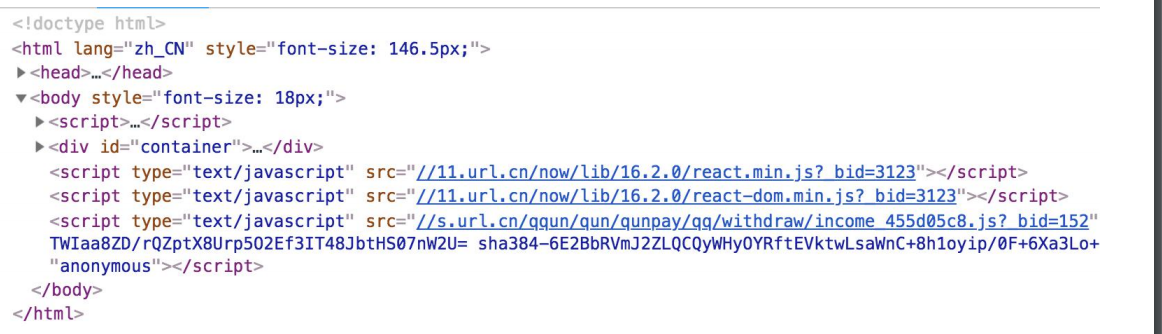 <!doctype html>
<html lang="zh_CN" style="font-size: 146.5px;">
▶<head>…</head>
▼<body style="font-size: 18px;">
▶<script>…</script>
▶<div id="container">…</div>
<script type="text/javascript" src="//11.url.cn/now/lib/16.2.0/react.min.js?_bid=3123"></script>
<script type="text/javascript" src="//11.url.cn/now/lib/16.2.0/react-dom.min.js?_bid=3123"></script>
<script type="text/javascript" src="//s.url.cn/qqun/qun/qunpay/qq/withdraw/income_455d05c8.js?_bid=152"
TWIaa8ZD/rQZptX8Urp5O2Ef3IT48JbtHS07nW2U= sha384-6E2BbRVmJ2ZLQCQyWHyOYRftEVktwLsaWnC+8h1oyip/0F+6Xa3Lo+
"anonymous"></script>
</body>
</html>